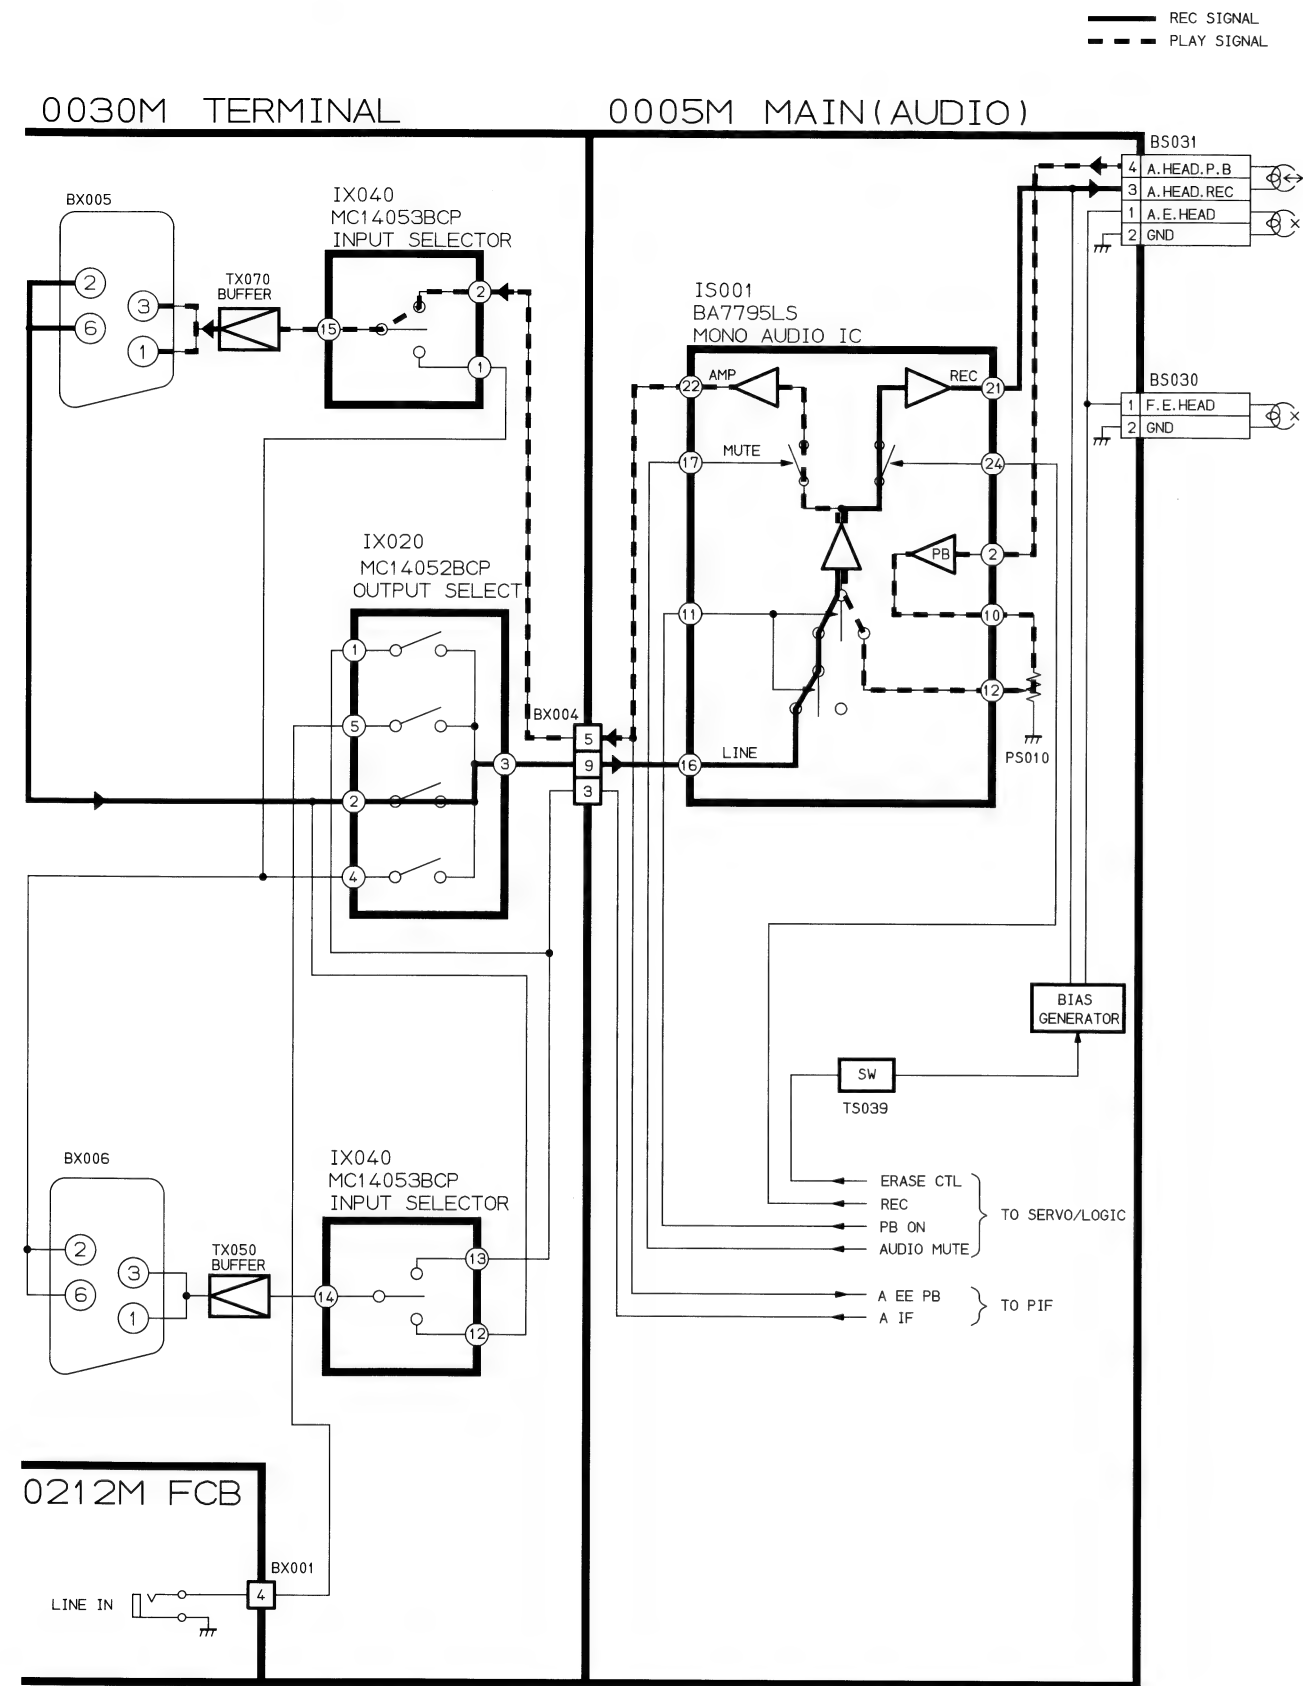 REC SIGNAL
PLAY SIGNAL
0030M TERMINAL
0005M MAIN(AUDIO)
BS031
4 A.HEAD.P.B
3 A.HEAD.REC
1 A.E.HEAD
2 GND
BX005
2
6
3
1
TX070
BUFFER
IX040
MC14053BCP
INPUT SELECTOR
15
2
1
IS001
BA7795LS
MONO AUDIO IC
22
AMP
REC
21
17
MUTE
24
PB
2
11
10
12
16
LINE
PS010
BS030
1 F.E.HEAD
2 GND
IX020
MC14052BCP
OUTPUT SELECT
1
5
2
4
3
BX004
5
9
3
BIAS
GENERATOR
SW
TS039
ERASE CTL
REC
PB ON
AUDIO MUTE
TO SERVO/LOGIC
A EE PB
A IF
TO PIF
BX006
2
6
3
1
TX050
BUFFER
IX040
MC14053BCP
INPUT SELECTOR
14
13
12
0212M FCB
BX001
4
LINE IN